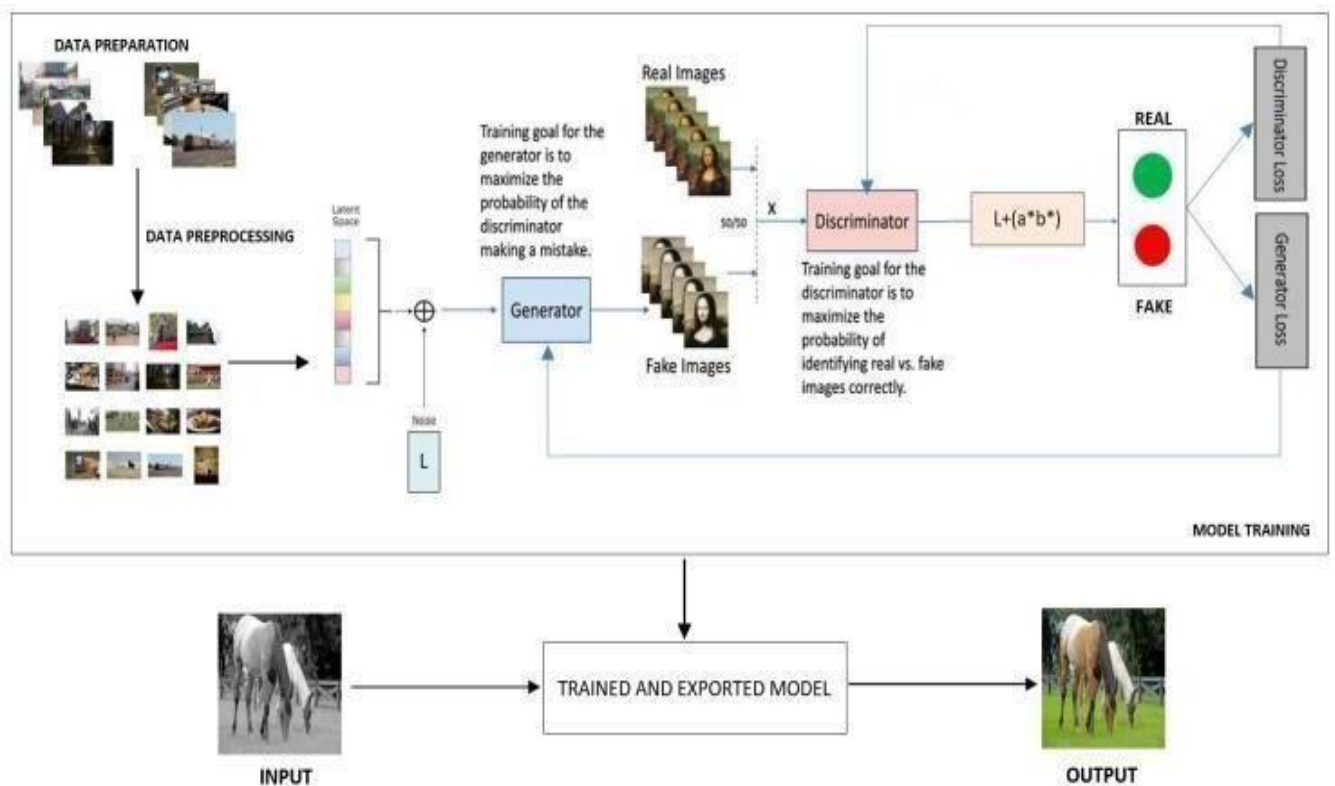 DATA PREPARATION
DATA PREPROCESSING
Latent
Space
Noise
L
Training goal for the
generator is to
maximize the
probability of the
discriminator
making a mistake.
Generator
Real Images
Fake Images
50/50
X
Discriminator
Training goal for the
discriminator is to
maximize the
probability of
identifying real vs. fake
images correctly.
L+(a*b*)
REAL
FAKE
Discriminator Loss
Generator Loss
MODEL TRAINING
INPUT
TRAINED AND EXPORTED MODEL
OUTPUT